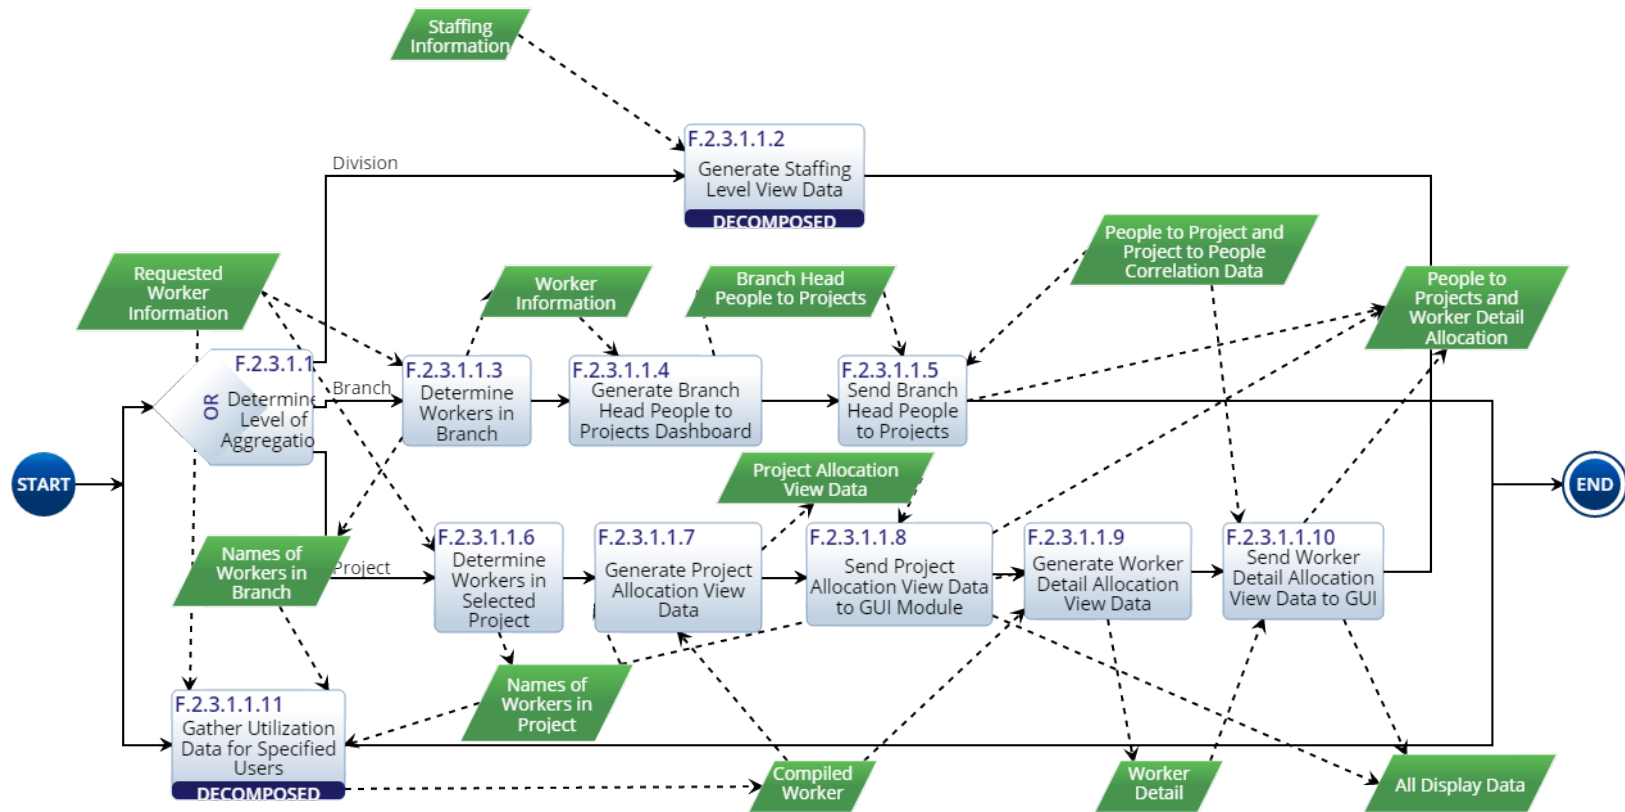 Staffing
Information
F.2.3.1.1.2
Generate Staffing
Level View Data
DECOMPOSED
Division
Requested
Worker
Information
Worker
Information
Branch Head
People to Projects
People to Project and
Project to People
Correlation Data
People to
Projects and
Worker Detail
Allocation
OR
F.2.3.1.1
Determine
Level of
Aggregatio
Branch
F.2.3.1.1.3
Determine
Workers in
Branch
F.2.3.1.1.4
Generate Branch
Head People to
Projects Dashboard
F.2.3.1.1.5
Send Branch
Head People
to Projects
START
Project Allocation
View Data
END
Names of
Workers in
Branch
Project
F.2.3.1.1.6
Determine
Workers in
Selected
Project
F.2.3.1.1.7
Generate Project
Allocation View
Data
F.2.3.1.1.8
Send Project
Allocation View Data
to GUI Module
F.2.3.1.1.9
Generate Worker
Detail Allocation
View Data
F.2.3.1.1.10
Send Worker
Detail Allocation
View Data to GUI
Names of
Workers in
Project
F.2.3.1.1.11
Gather Utilization
Data for Specified
Users
DECOMPOSED
Compiled
Worker
Worker
Detail
All Display Data